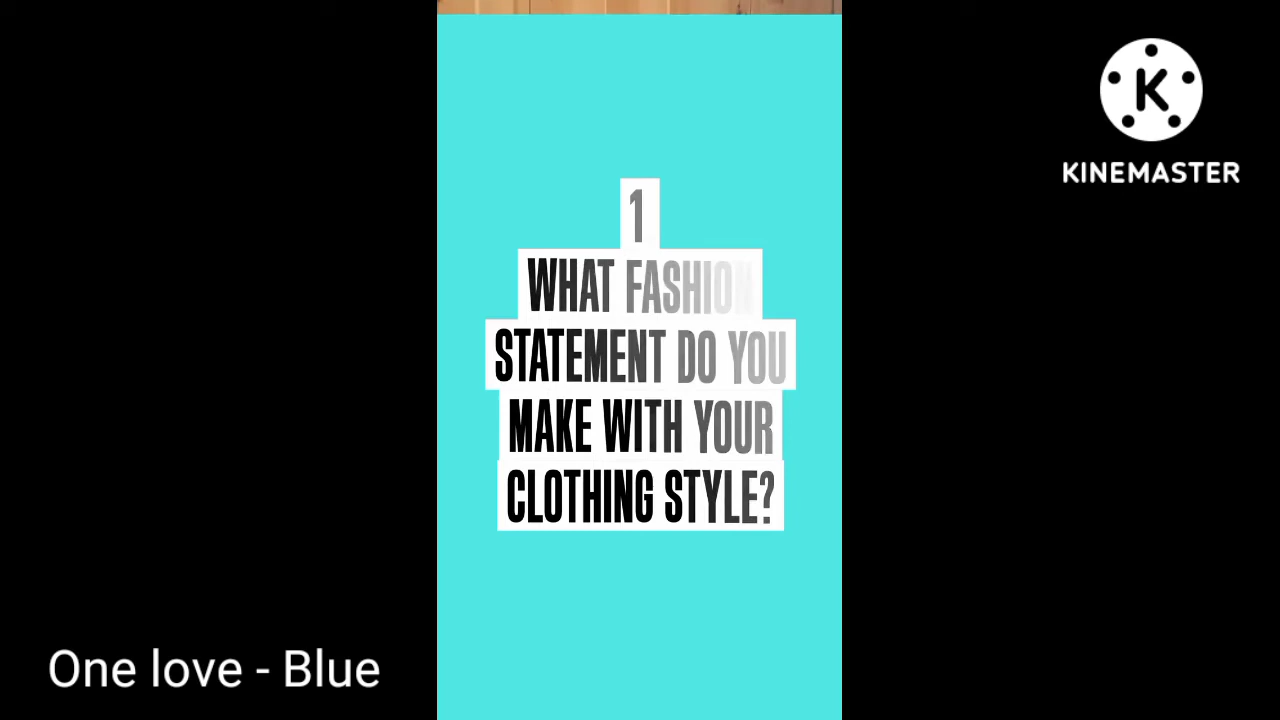 K
KINEMASTER
1
WHAT FASHION
STATEMENT DO YOU
MAKE WITH YOUR
CLOTHING STYLE?
One love - Blue